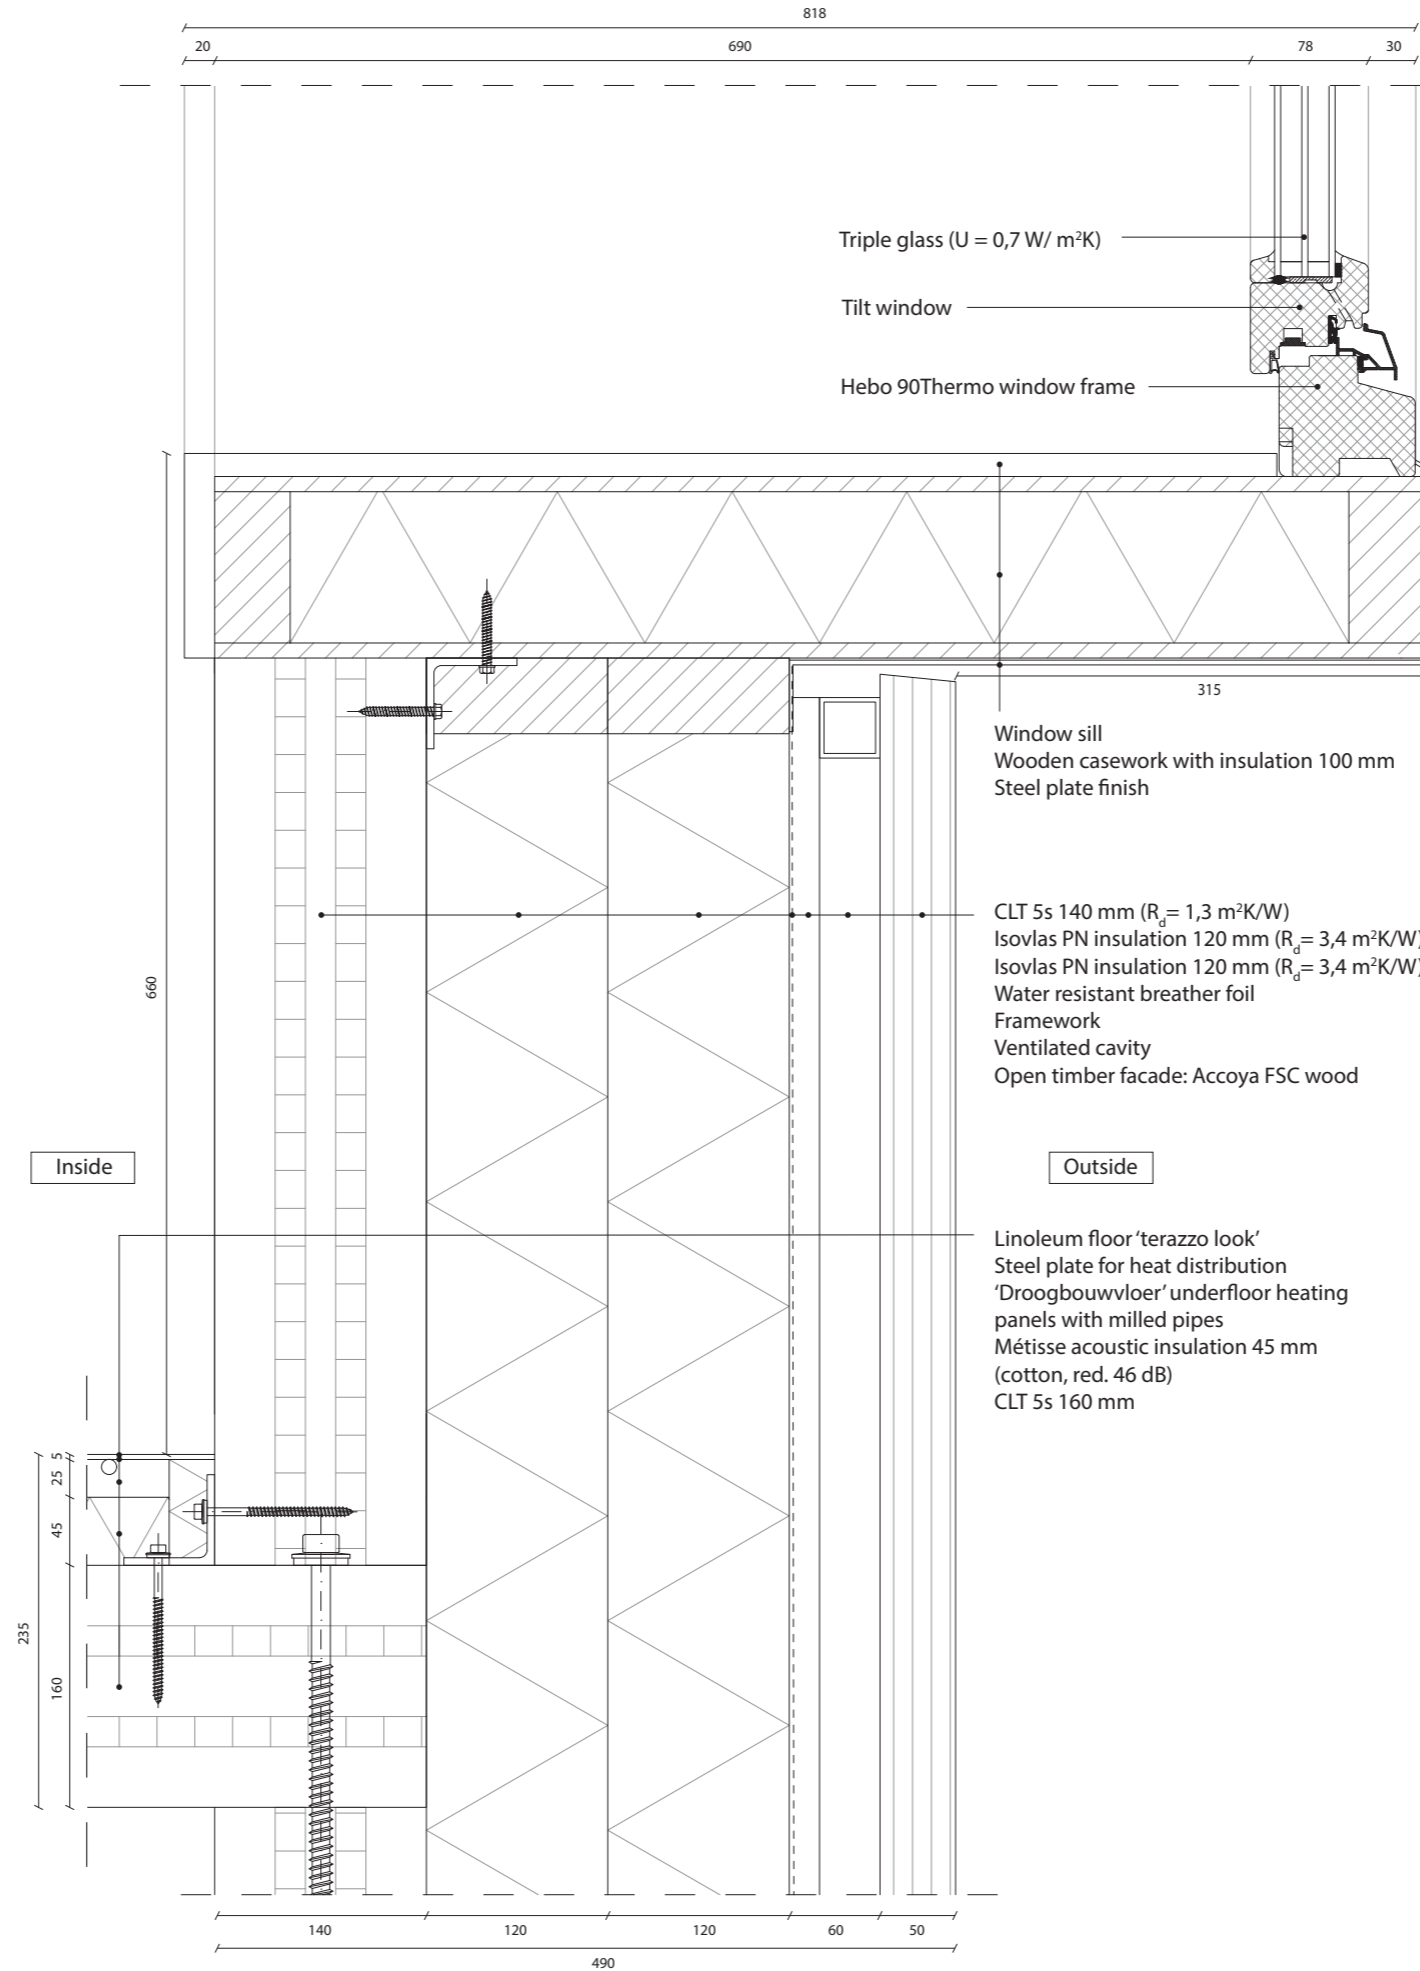 818
20 690 78 30
Triple glass (U = 0,7 W/ m²K)
Tilt window
Hebo 90Thermo window frame
315
Window sill
Wooden casework with insulation 100 mm
Steel plate finish
CLT 5s 140 mm (Rd= 1,3 m²K/W)
Isovlas PN insulation 120 mm (Rd= 3,4 m²K/W)
Isovlas PN insulation 120 mm (Rd= 3,4 m²K/W)
Water resistant breather foil
Framework
Ventilated cavity
Open timber facade: Accoya FSC wood
660
Inside
Outside
Linoleum floor ‘terazzo look’
Steel plate for heat distribution
‘Droogbouwvloer’ underfloor heating
panels with milled pipes
Métisse acoustic insulation 45 mm
(cotton, red. 46 dB)
CLT 5s 160 mm
5
25
45
235
160
140 120 120 60 50
490